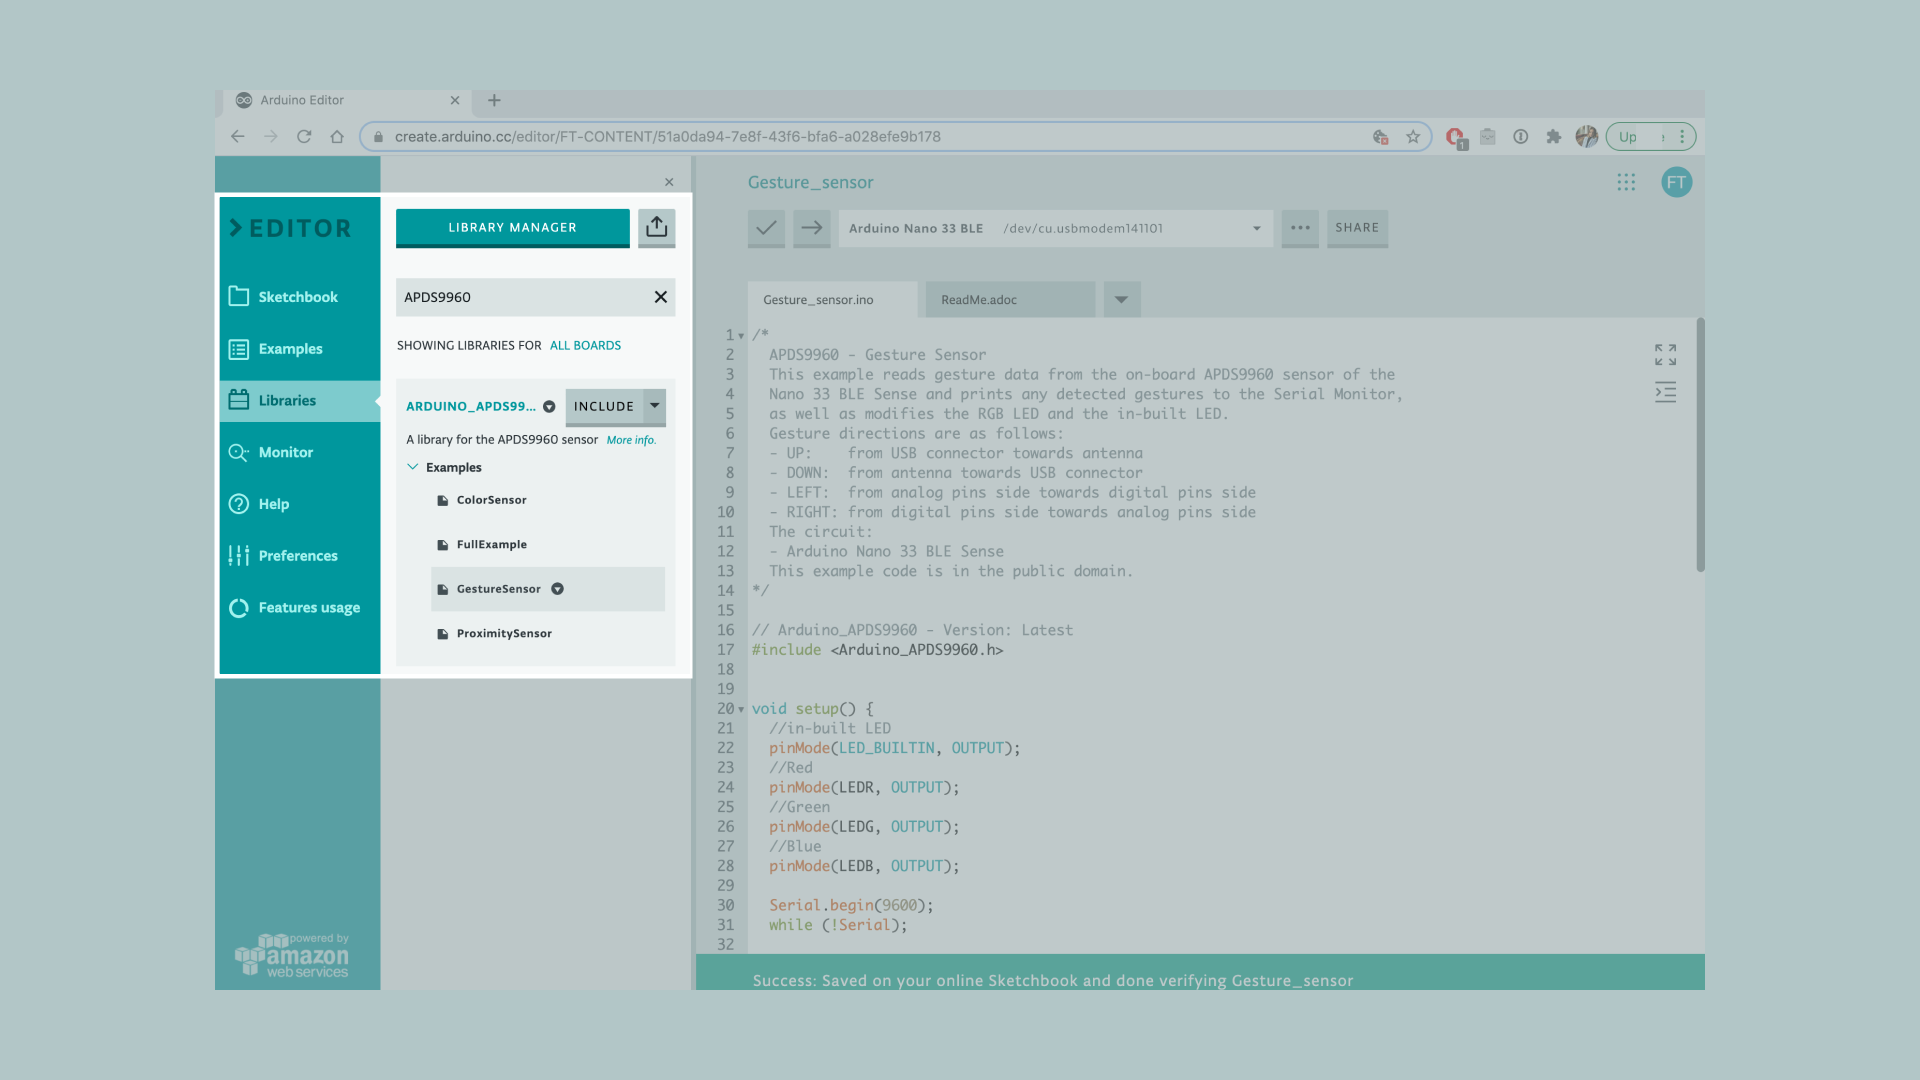 Arduino Editor
create.arduino.cc/editor/FT-CONTENT/51a0da94-7e8f-43f6-bfa6-a028efe9b178
1
Up
EDITOR
Sketchbook
Examples
Libraries
Monitor
Help
Preferences
Features usage
powered by
amazon
web services
LIBRARY MANAGER
APDS9960
SHOWING LIBRARIES FOR ALL BOARDS
ARDUINO_APDS99... INCLUDE
A library for the APDS9960 sensor More info.
Examples
ColorSensor
FullExample
GestureSensor
ProximitySensor
Gesture_sensor
FT
Arduino Nano 33 BLE /dev/cu.usbmodem141101
SHARE
Gesture_sensor.ino ReadMe.adoc
1 /*
2 APDS9960 - Gesture Sensor
3 This example reads gesture data from the on-board APDS9960 sensor of the
4 Nano 33 BLE Sense and prints any detected gestures to the Serial Monitor,
5 as well as modifies the RGB LED and the in-built LED.
6 Gesture directions are as follows:
7 - UP: from USB connector towards antenna
8 - DOWN: from antenna towards USB connector
9 - LEFT: from analog pins side towards digital pins side
10 - RIGHT: from digital pins side towards analog pins side
11 The circuit:
12 - Arduino Nano 33 BLE Sense
13 This example code is in the public domain.
14 */
15
16 // Arduino_APDS9960 - Version: Latest
17 #include <Arduino_APDS9960.h>
18
19
20 void setup() {
21 //in-built LED
22 pinMode(LED_BUILTIN, OUTPUT);
23 //Red
24 pinMode(LEDR, OUTPUT);
25 //Green
26 pinMode(LEDG, OUTPUT);
27 //Blue
28 pinMode(LEDB, OUTPUT);
29
30 Serial.begin(9600);
31 while (!Serial);
32
Success: Saved on your online Sketchbook and done verifying Gesture_sensor